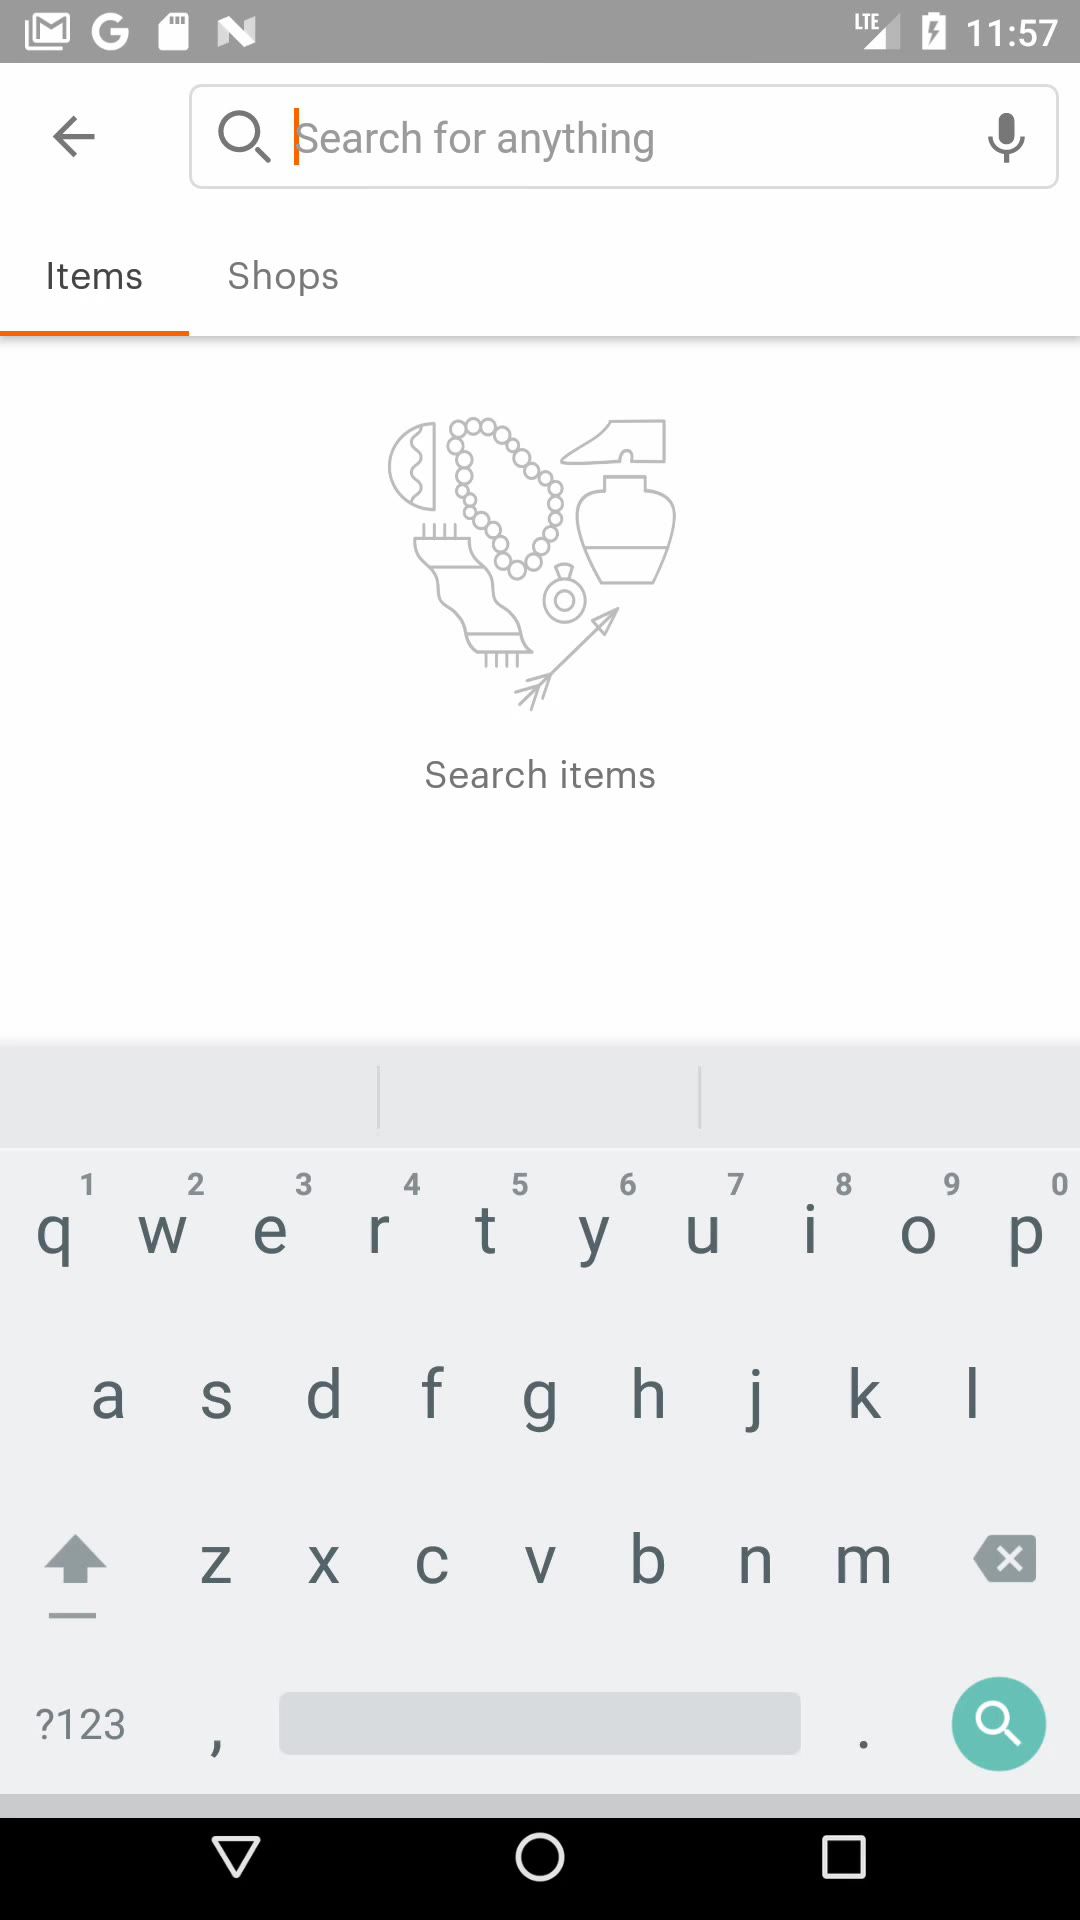 LTE 11:57
Search for anything
Items Shops
Search items
1 2 3 4 5 6 7 8 9 0
q w e r t y u i o p
a s d f g h j k l
z x c v b n m
?123 , .